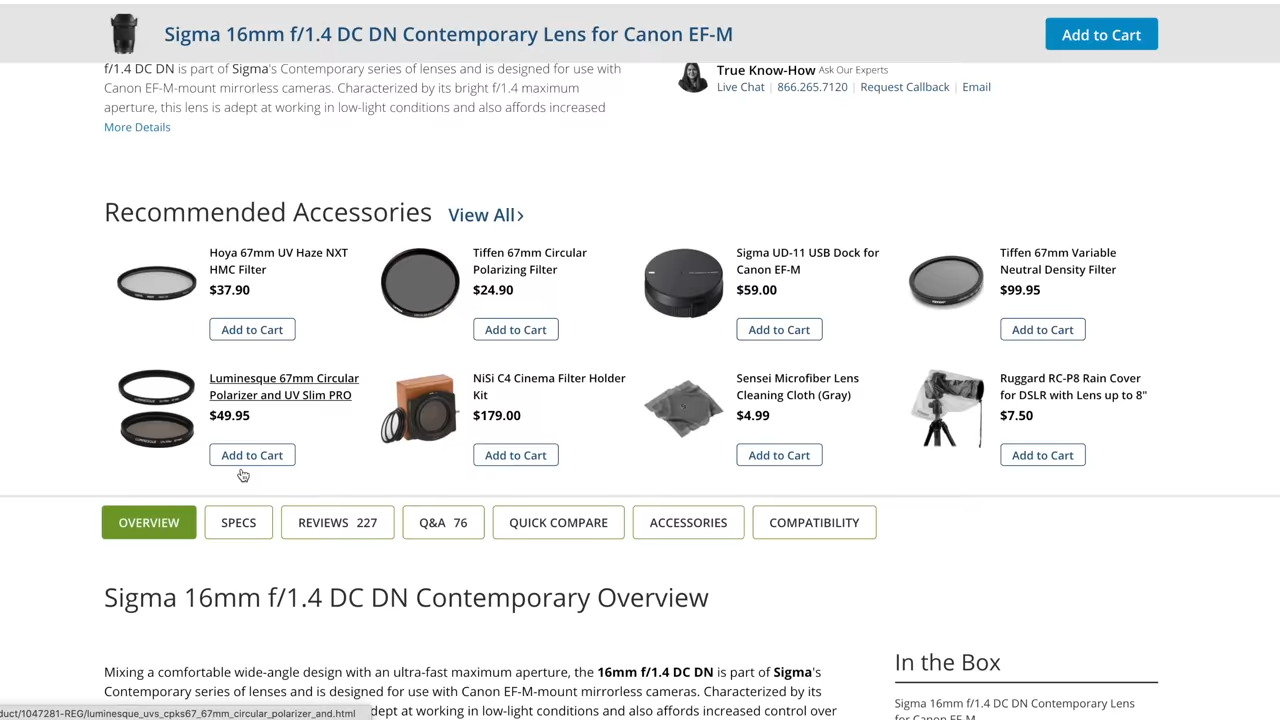 Sigma 16mm f/1.4 DC DN Contemporary Lens for Canon EF-M
Add to Cart
f/1.4 DC DN is part of Sigma's Contemporary series of lenses and is designed for use with
Canon EF-M-mount mirrorless cameras. Characterized by its bright f/1.4 maximum
aperture, this lens is adept at working in low-light conditions and also affords increased
More Details
True Know-How Ask Our Experts
Live Chat | 866.265.7120 | Request Callback | Email
Recommended Accessories View All>
Hoya 67mm UV Haze NXT
HMC Filter
$37.90
Add to Cart
Tiffen 67mm Circular
Polarizing Filter
$24.90
Add to Cart
Sigma UD-11 USB Dock for
Canon EF-M
$59.00
Add to Cart
Tiffen 67mm Variable
Neutral Density Filter
$99.95
Add to Cart
Luminesque 67mm Circular
Polarizer and UV Slim PRO
$49.95
Add to Cart
NiSi C4 Cinema Filter Holder
Kit
$179.00
Add to Cart
Sensei Microfiber Lens
Cleaning Cloth (Gray)
$4.99
Add to Cart
Ruggard RC-P8 Rain Cover
for DSLR with Lens up to 8"
$7.50
Add to Cart
OVERVIEW
SPECS
REVIEWS 227
Q&A 76
QUICK COMPARE
ACCESSORIES
COMPATIBILITY
Sigma 16mm f/1.4 DC DN Contemporary Overview
Mixing a comfortable wide-angle design with an ultra-fast maximum aperture, the 16mm f/1.4 DC DN is part of Sigma's
Contemporary series of lenses and is designed for use with Canon EF-M-mount mirrorless cameras. Characterized by its
dept at working in low-light conditions and also affords increased control over
In the Box
Sigma 16mm f/1.4 DC DN Contemporary Lens
for Canon EF-M
duct/1047281-REG/luminesque_uvs_cpks67_67mm_circular_polarizer_and.html